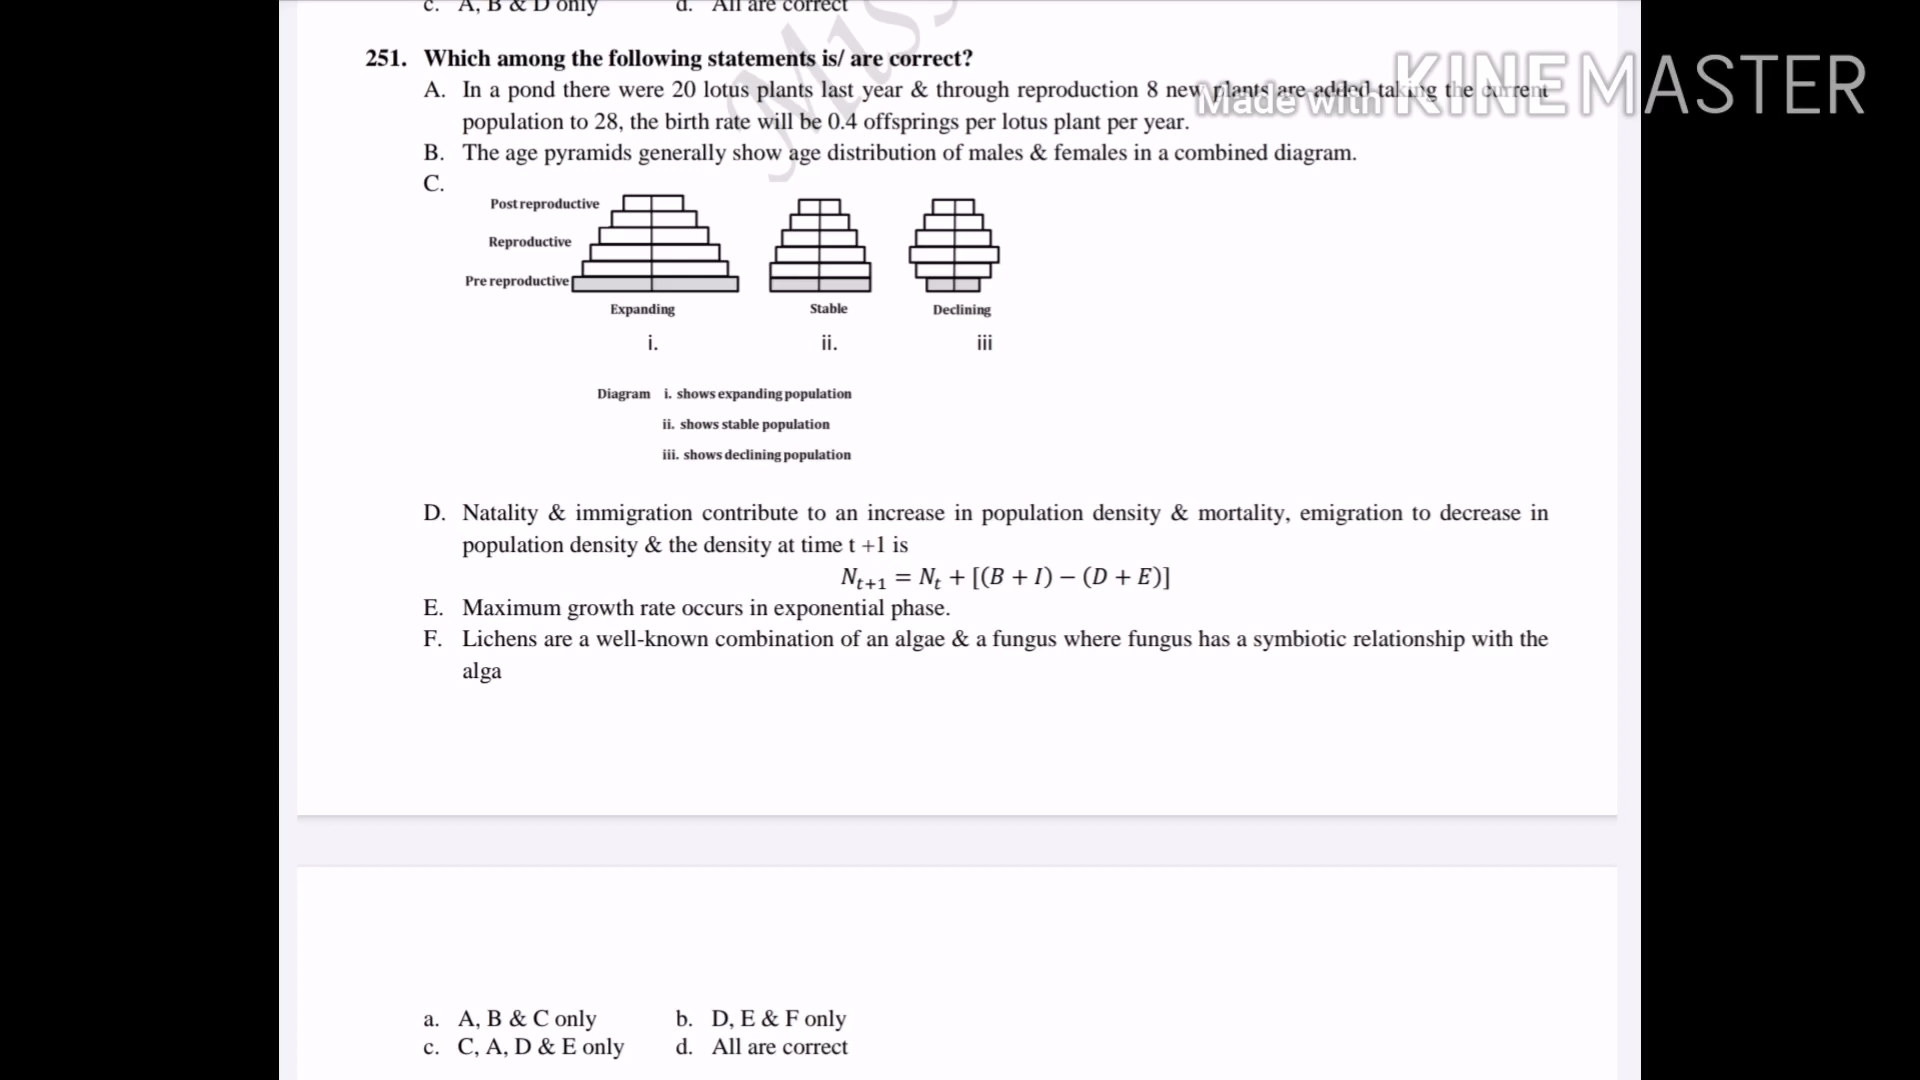 c. A, B & D only d. All are correct
Miss
251. Which among the following statements is/ are correct?
A. In a pond there were 20 lotus plants last year & through reproduction 8 new plants are added taking the current
Made with KINEMASTER
population to 28, the birth rate will be 0.4 offsprings per lotus plant per year.
B. The age pyramids generally show age distribution of males & females in a combined diagram.
C.
Post reproductive
Reproductive
Pre reproductive
Expanding Stable Declining
i. ii. iii
Diagram i. shows expanding population
ii. shows stable population
iii. shows declining population
D. Natality & immigration contribute to an increase in population density & mortality, emigration to decrease in
population density & the density at time t +1 is
Nₜ₊₁ = Nₜ + [(B + I) − (D + E)]
E. Maximum growth rate occurs in exponential phase.
F. Lichens are a well-known combination of an algae & a fungus where fungus has a symbiotic relationship with the
alga
a. A, B & C only b. D, E & F only
c. C, A, D & E only d. All are correct